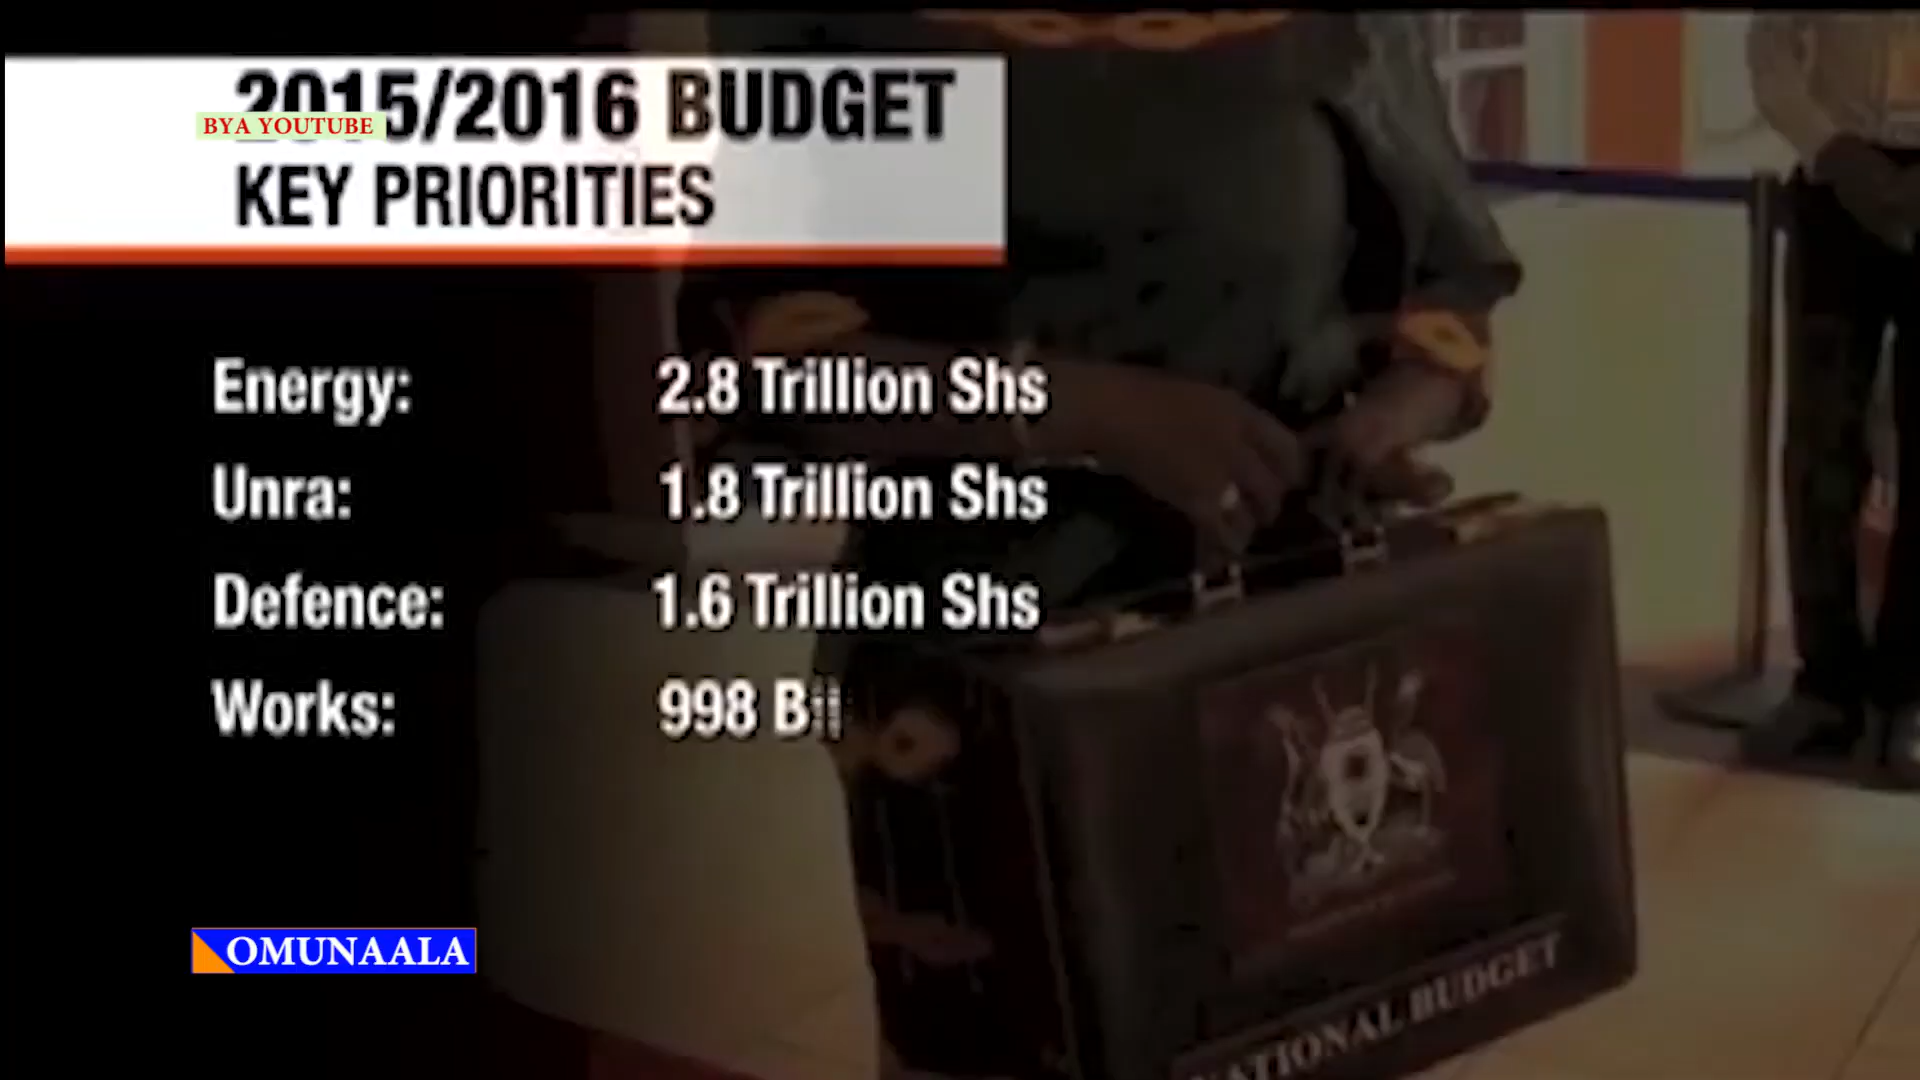 2015/2016 BUDGET
BYA YOUTUBE
KEY PRIORITIES
Energy: 2.8 Trillion Shs
Unra: 1.8 Trillion Shs
Defence: 1.6 Trillion Shs
Works: 998
OMUNAALA
NATIONAL BUDGET